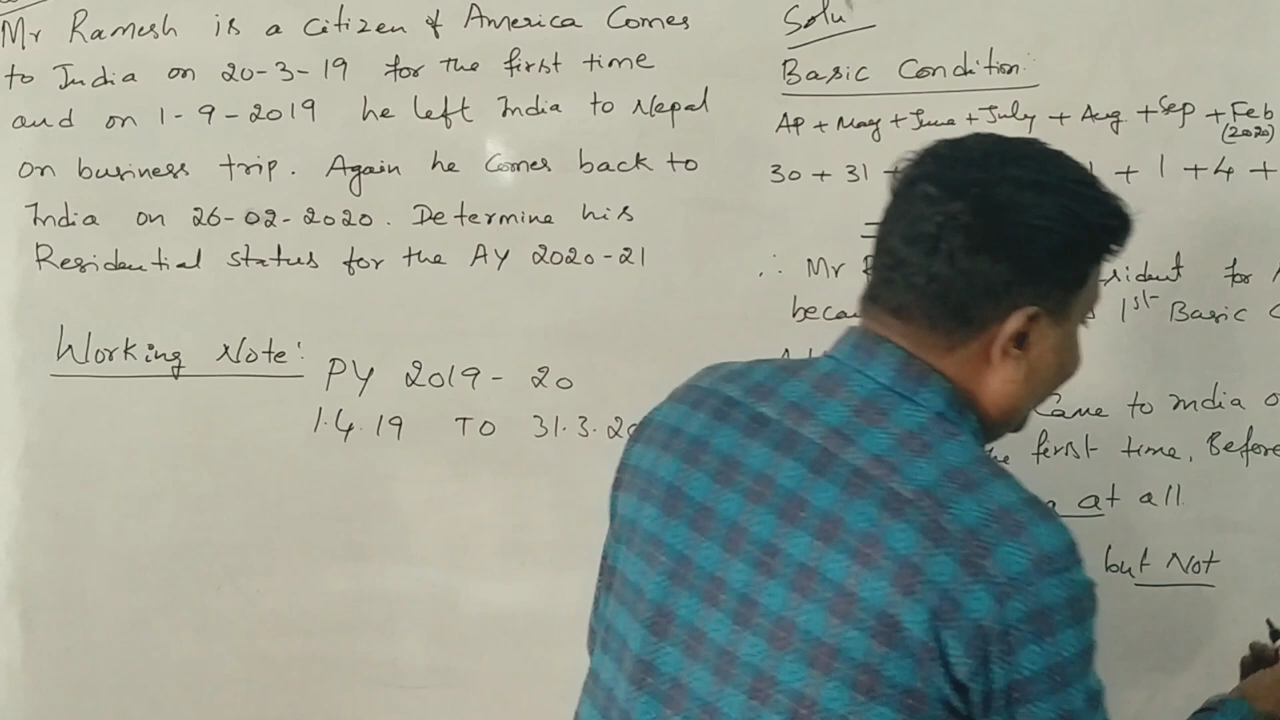 Mr Ramesh is a Citizen of America Comes
to India on 20-3-19 for the first time
and on 1-9-2019 he left India to Nepal
on business trip. Again he Comes back to
India on 26-02-2020. Determine his
Residential status for the AY 2020-21
Working Note:
PY 2019-20
1.4.19 TO 31.3.20
Solu
Basic Condition:
AP + May + June + July + Aug + Sep + Feb
(2020)
30 + 31 + + 1 + 4 +
∴ Mr for
1st Basic
Came to India
first time, Before
at all
but Not